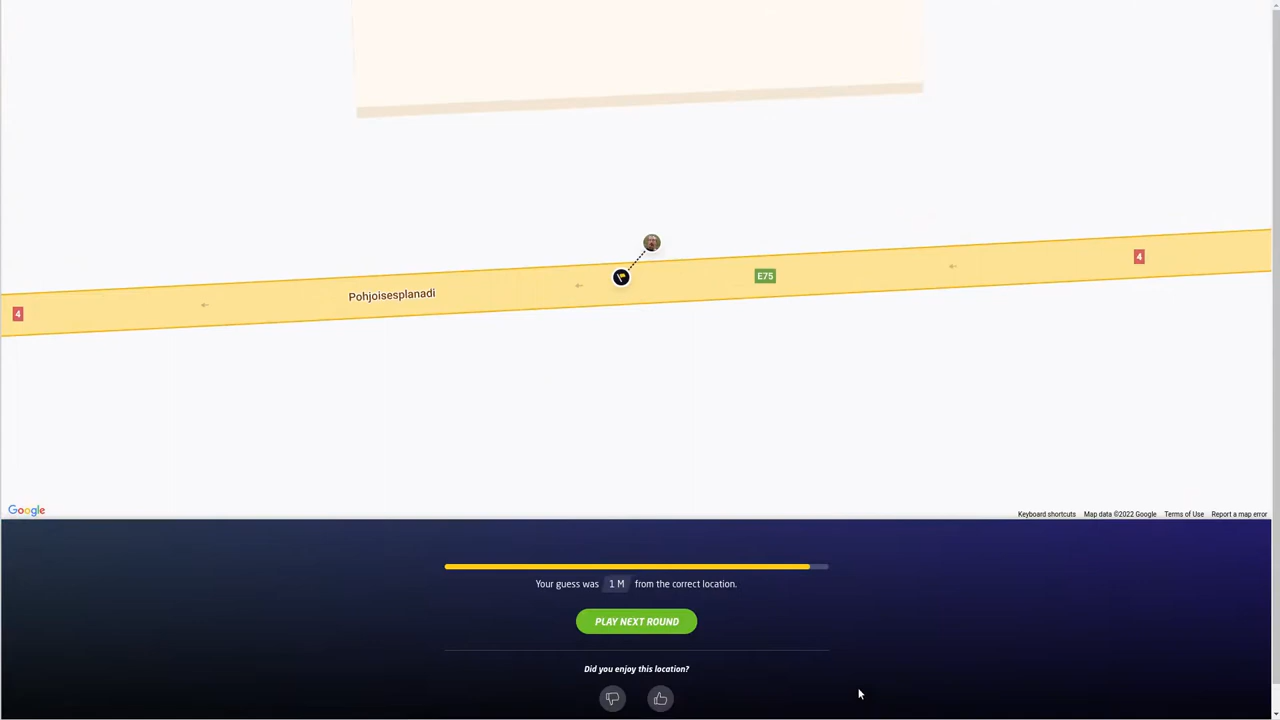 4
E75
Pohjoisesplanadi
4
Google
Keyboard shortcuts
Map data ©2022 Google
Terms of Use
Report a map error
Your guess was 1 M from the correct location.
PLAY NEXT ROUND
Did you enjoy this location?